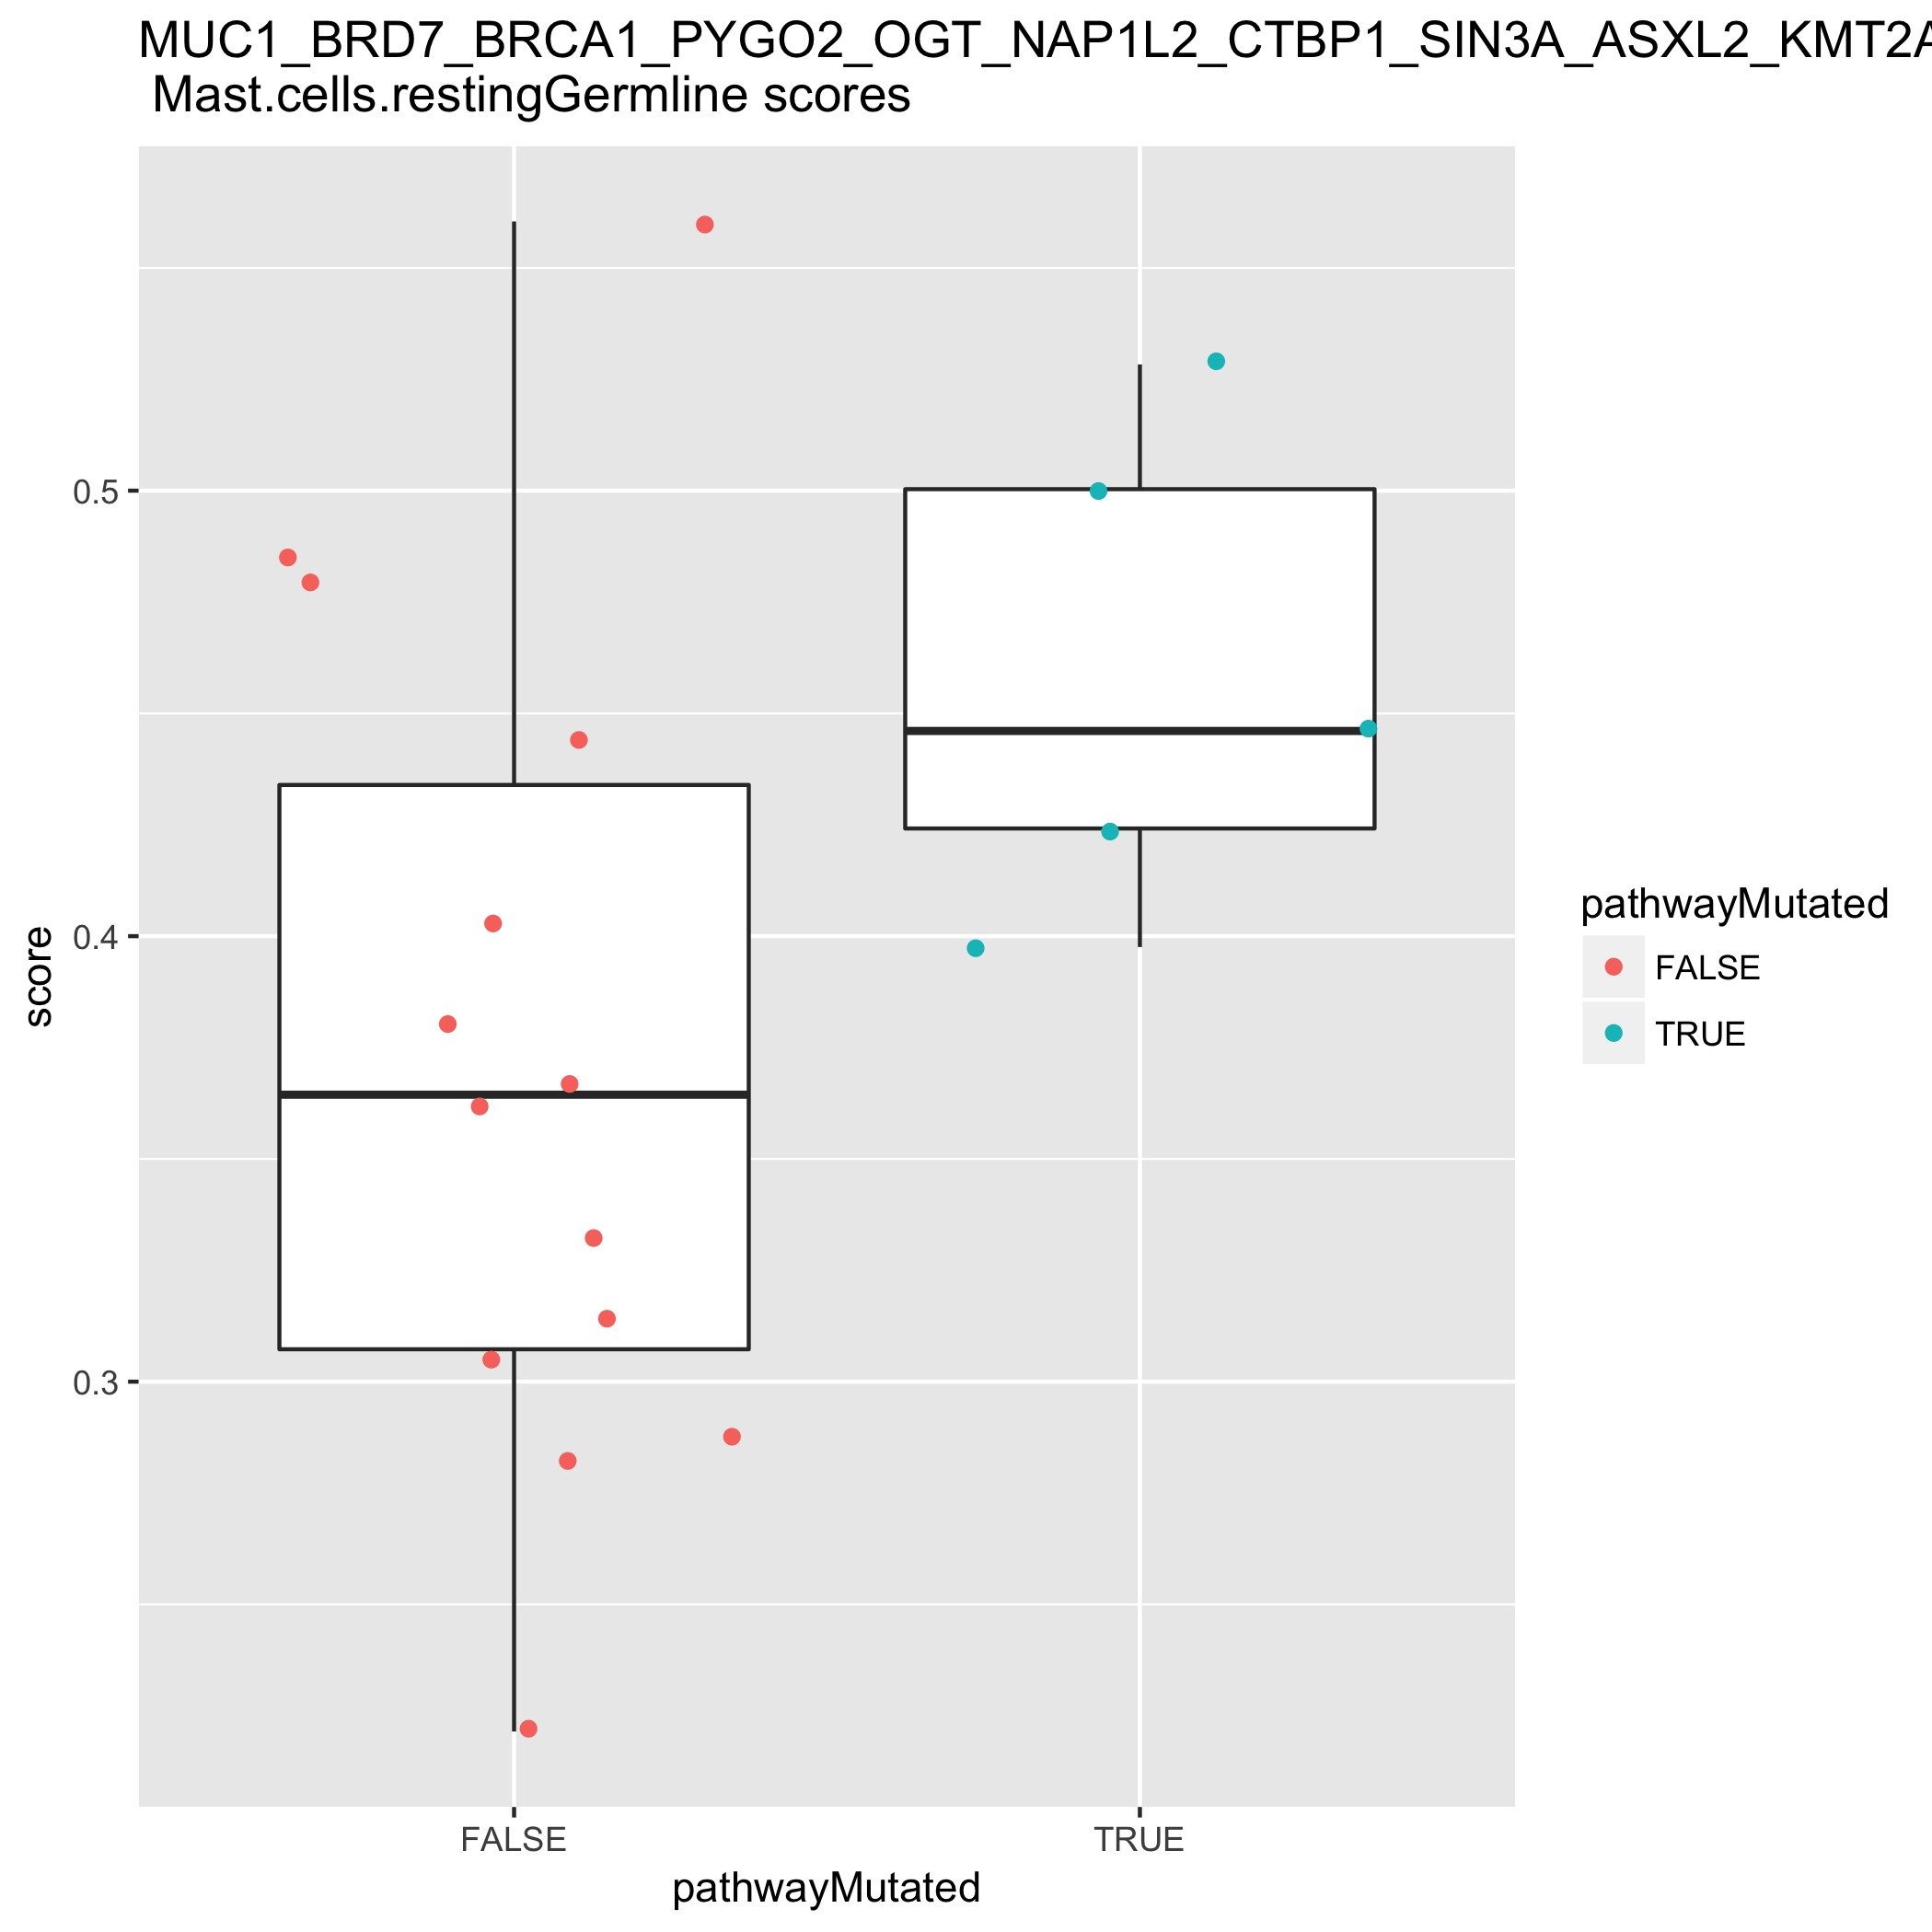 MUC1_BRD7_BRCA1_PYGO2_OGT_NAP1L2_CTBP1_SIN3A_ASXL2_KMT2A
Mast.cells.restingGermline scores
0.5
0.4
0.3
score
FALSE
TRUE
pathwayMutated
pathwayMutated
FALSE
TRUE